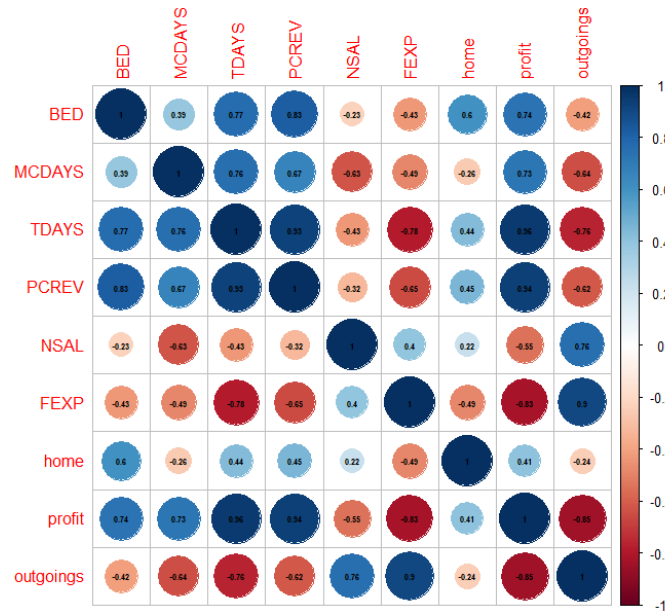 BED MCDAYS TDAYS PCREV NSAL FEXP home profit outgoings
BED 1 0.39 0.77 0.83 -0.23 -0.43 0.6 0.74 -0.42
MCDAYS 0.39 1 0.76 0.67 -0.63 -0.49 -0.26 0.73 -0.64
TDAYS 0.77 0.76 1 0.93 -0.43 -0.78 0.44 0.96 -0.76
PCREV 0.83 0.67 0.93 1 -0.32 -0.65 0.45 0.94 -0.62
NSAL -0.23 -0.63 -0.43 -0.32 1 0.4 0.22 -0.55 0.76
FEXP -0.43 -0.49 -0.78 -0.65 0.4 1 -0.49 -0.83 0.9
home 0.6 -0.26 0.44 0.45 0.22 -0.49 1 0.41 -0.24
profit 0.74 0.73 0.96 0.94 -0.55 -0.83 0.41 1 -0.85
outgoings -0.42 -0.64 -0.76 -0.62 0.76 0.9 -0.24 -0.85 1
1
0.8
0.6
0.4
0.2
0